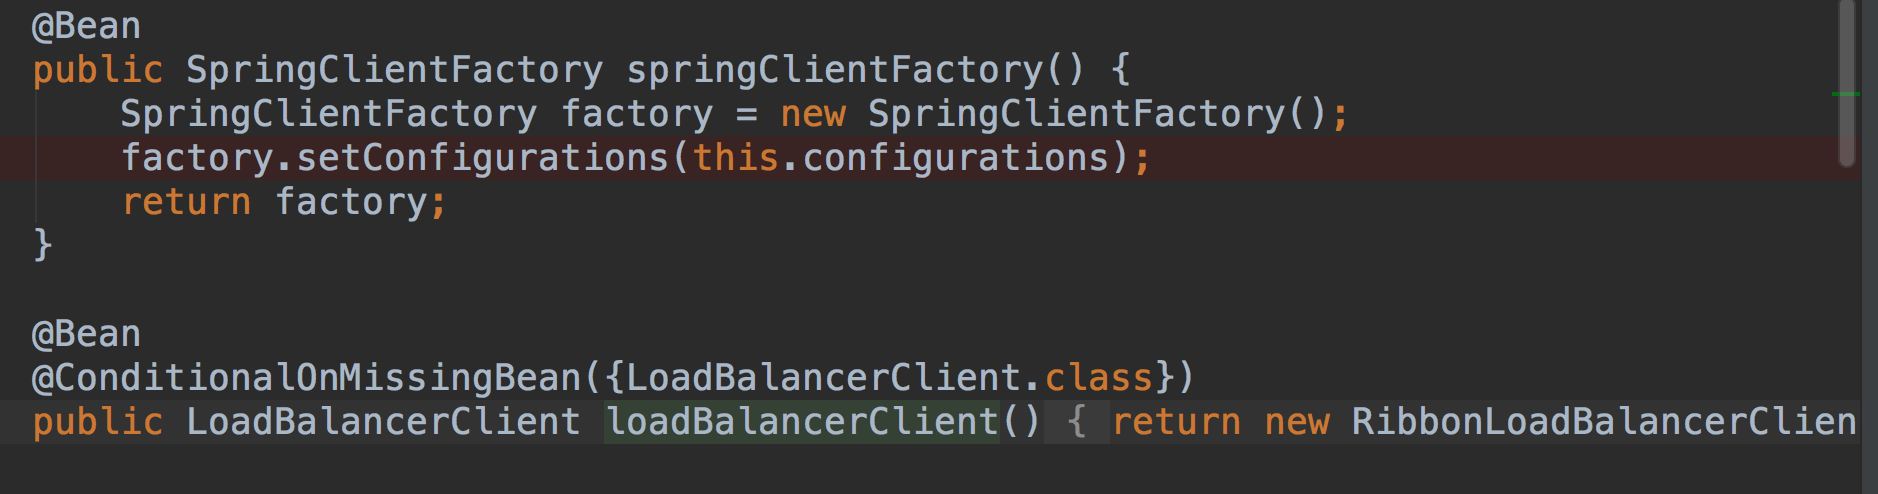 @Bean
public SpringClientFactory springClientFactory() {
    SpringClientFactory factory = new SpringClientFactory();
    factory.setConfigurations(this.configurations);
    return factory;
}
@Bean
@ConditionalOnMissingBean({LoadBalancerClient.class})
public LoadBalancerClient loadBalancerClient() { return new RibbonLoadBalancerClien